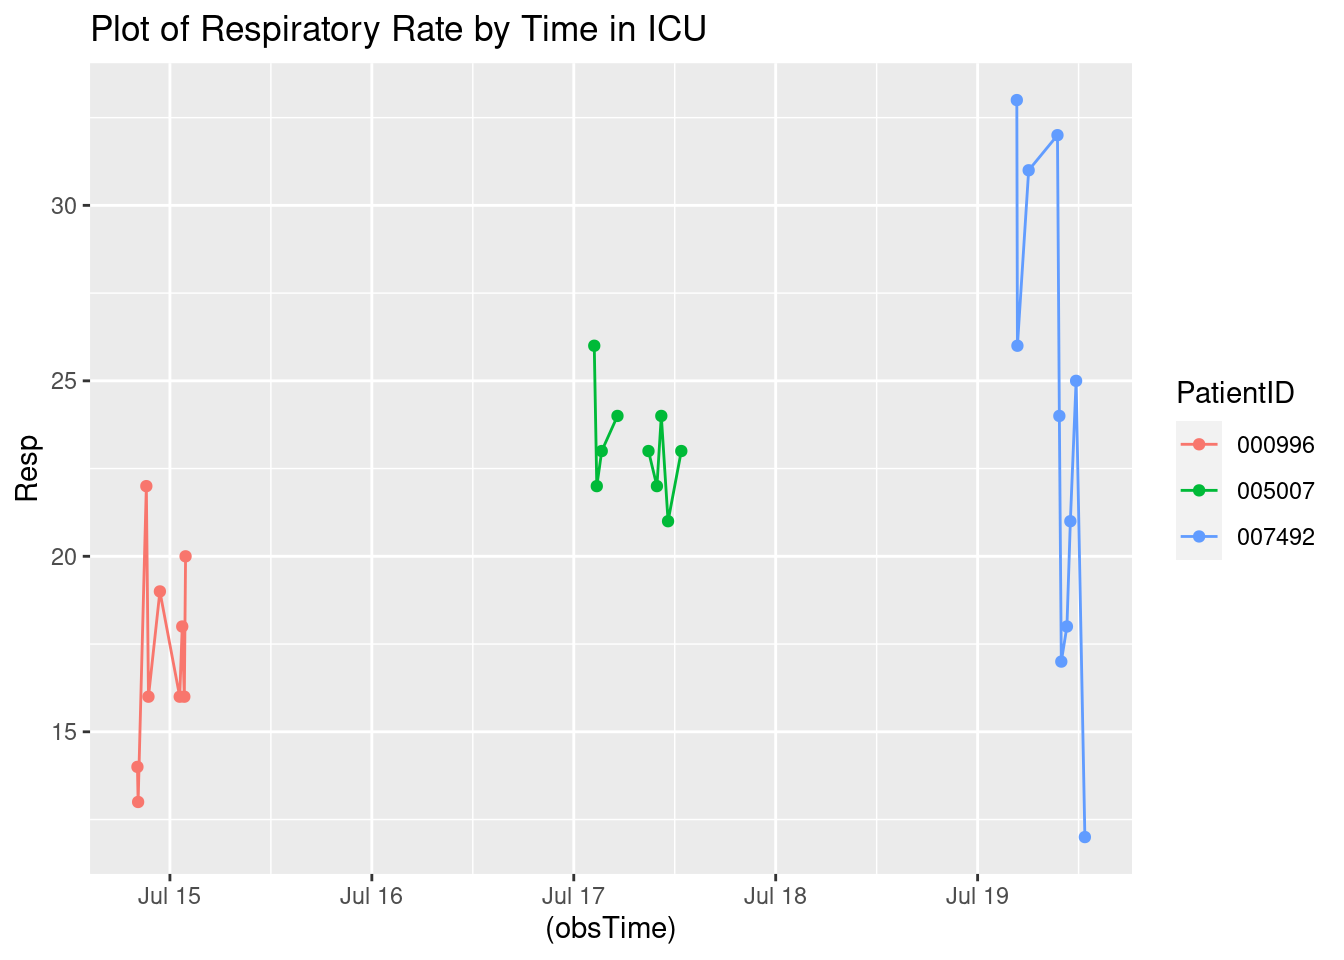 Plot of Respiratory Rate by Time in ICU
30
25
20
15
Resp
Jul 15
Jul 16
Jul 17
Jul 18
Jul 19
(obsTime)
PatientID
000996
005007
007492